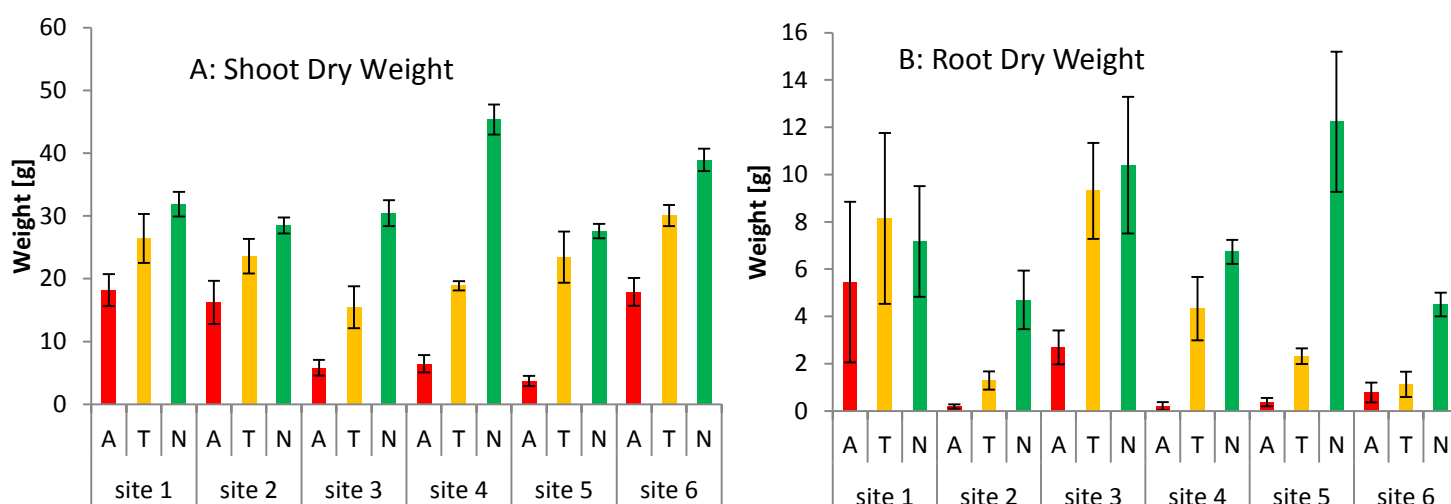 A: Shoot Dry Weight
Weight [g]
60
50
40
30
20
10
0
A T N A T N A T N A T N A T N A T N
site 1 site 2 site 3 site 4 site 5 site 6
B: Root Dry Weight
Weight [g]
16
14
12
10
8
6
4
2
0
A T N A T N A T N A T N A T N A T N
site 1 site 2 site 3 site 4 site 5 site 6